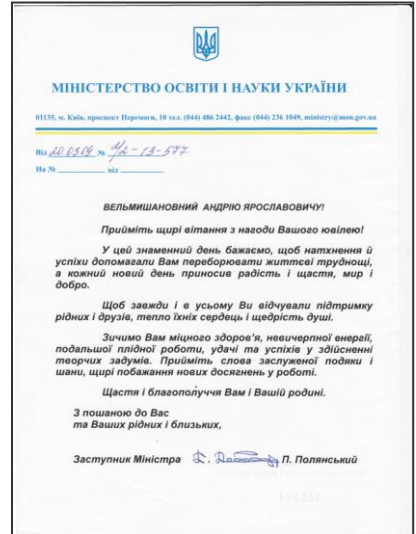 МІНІСТЕРСТВО ОСВІТИ І НАУКИ УКРАЇНИ
01135, м. Київ, проспект Перемоги, 10 тел. (044) 486 2442, факс (044) 236 1049, ministry@mon.gov.ua
Від 20.03.09 №
На № від
ВЕЛЬМИШАНОВНИЙ АНДРІЮ ЯРОСЛАВОВИЧУ!
Прийміть щирі вітання з нагоди Вашого ювілею!
У цей знаменний день бажаємо, щоб натхнення й
успіхи допомагали Вам переборювати життєві труднощі,
а кожний новий день приносив радість і щастя, мир і
добро.
Щоб завжди і в усьому Ви відчували підтримку
рідних і друзів, тепло їхніх сердець і щедрість душі.
Зичимо Вам міцного здоров'я, невичерпної енергії,
подальшої плідної роботи, удачі та успіхів у здійсненні
творчих задумів. Прийміть слова заслуженої подяки і
шани, щирі побажання нових досягнень у роботі.
Щастя і благополуччя Вам і Вашій родині.
З пошаною до Вас
та Ваших рідних і близьких,
Заступник Міністра П. Полянський